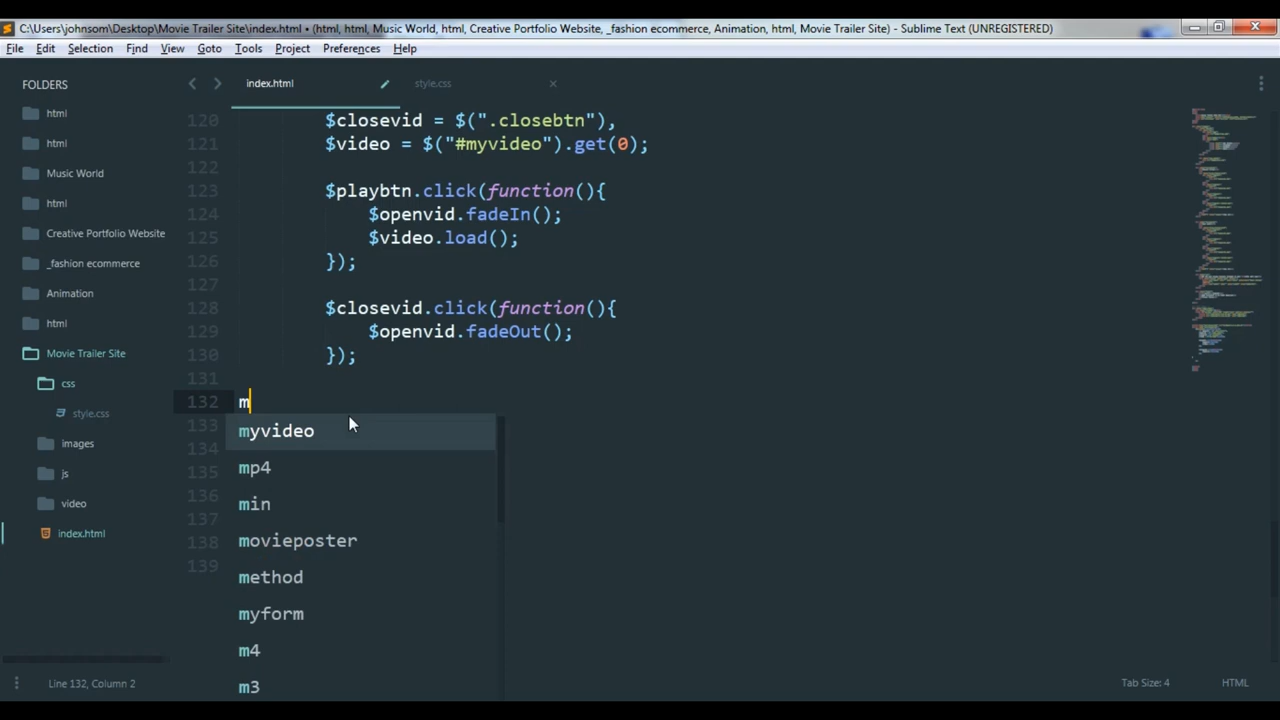 C:\Users\johnsom\Desktop\Movie Trailer Site\index.html • (html, html, Music World, html, Creative Portfolio Website, _fashion ecommerce, Animation, html, Movie Trailer Site) - Sublime Text (UNREGISTERED)
File Edit Selection Find View Goto Tools Project Preferences Help
FOLDERS
html
html
Music World
html
Creative Portfolio Website
_fashion ecommerce
Animation
html
Movie Trailer Site
css
style.css
images
js
video
index.html
index.html style.css
120 $closevid = $(".closebtn"),
121 $video = $("#myvideo").get(0);
122
123 $playbtn.click(function(){
124 $openvid.fadeIn();
125 $video.load();
126 });
127
128 $closevid.click(function(){
129 $openvid.fadeOut();
130 });
131
132 m
133
134
135
136
137
138
139
myvideo
mp4
min
movieposter
method
myform
m4
m3
Line 132, Column 2
Tab Size: 4 HTML